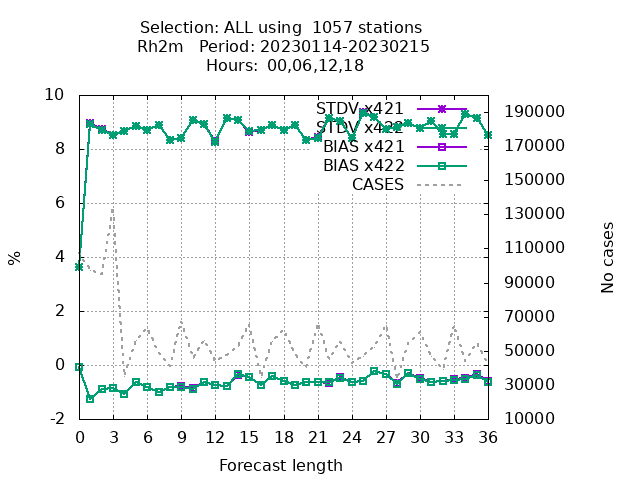 Selection: ALL using 1057 stations
Rh2m Period: 20230114-20230215
Hours: 00,06,12,18
10
8
6
4
2
0
-2
%
STDV x421
STDV x422
BIAS x421
BIAS x422
CASES
190000
170000
150000
130000
110000
90000
70000
50000
30000
10000
No cases
0 3 6 9 12 15 18 21 24 27 30 33 36
Forecast length